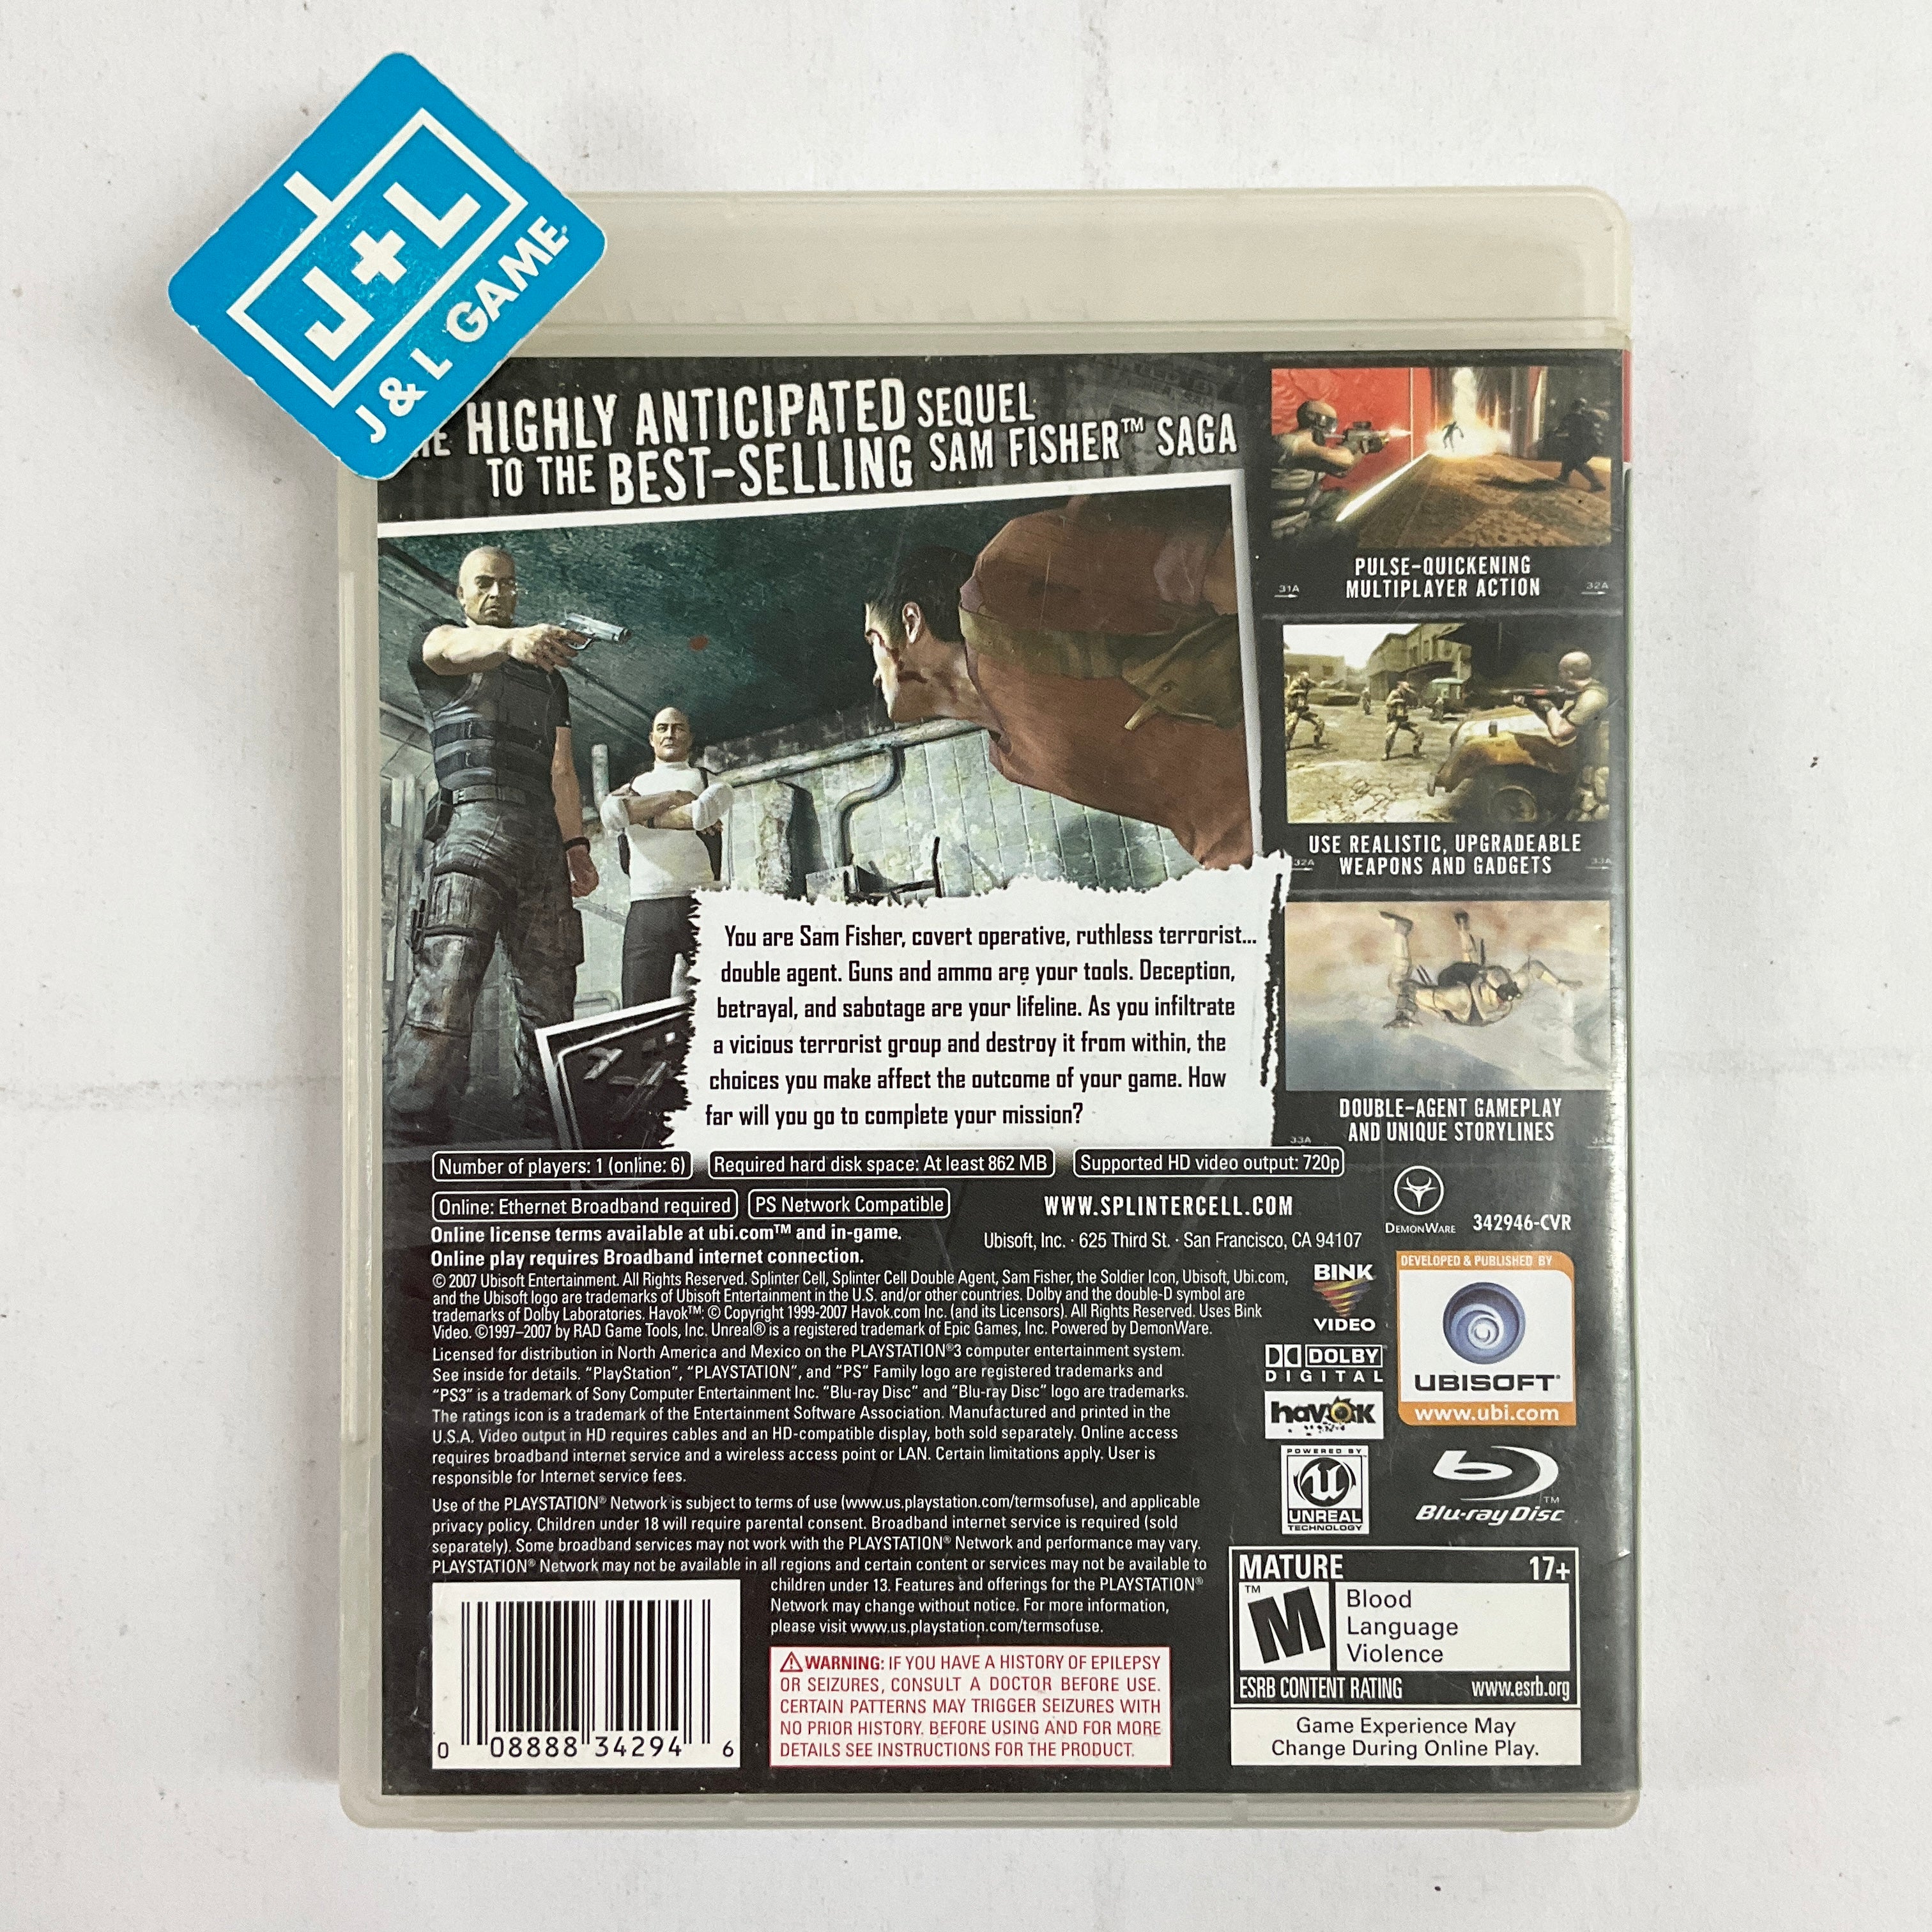 J+L
J & L GAME
HIGHLY ANTICIPATED SEQUEL
TO THE BEST-SELLING SAM FISHER™ SAGA
PULSE-QUICKENING
MULTIPLAYER ACTION
31A
32A
USE REALISTIC, UPGRADEABLE
WEAPONS AND GADGETS
32A
33A
You are Sam Fisher, covert operative, ruthless terrorist...
double agent. Guns and ammo are your tools. Deception,
betrayal, and sabotage are your lifeline. As you infiltrate
a vicious terrorist group and destroy it from within, the
choices you make affect the outcome of your game. How
far will you go to complete your mission?
DOUBLE-AGENT GAMEPLAY
AND UNIQUE STORYLINES
33A
Number of players: 1 (online: 6)
Required hard disk space: At least 862 MB
Supported HD video output: 720p
Online: Ethernet Broadband required
PS Network Compatible
WWW.SPLINTERCELL.COM
DEMONWARE
342946-CVR
Online license terms available at ubi.com™ and in-game.
Online play requires Broadband internet connection.
Ubisoft, Inc. · 625 Third St. · San Francisco, CA 94107
© 2007 Ubisoft Entertainment. All Rights Reserved. Splinter Cell, Splinter Cell Double Agent, Sam Fisher, the Soldier Icon, Ubisoft, Ubi.com,
and the Ubisoft logo are trademarks of Ubisoft Entertainment in the U.S. and/or other countries. Dolby and the double-D symbol are
trademarks of Dolby Laboratories. Havok™: © Copyright 1999-2007 Havok.com Inc. (and its Licensors). All Rights Reserved. Uses Bink
Video. ©1997–2007 by RAD Game Tools, Inc. Unreal® is a registered trademark of Epic Games, Inc. Powered by DemonWare.
Licensed for distribution in North America and Mexico on the PLAYSTATION®3 computer entertainment system.
See inside for details. "PlayStation", "PLAYSTATION", and "PS" Family logo are registered trademarks and
"PS3" is a trademark of Sony Computer Entertainment Inc. "Blu-ray Disc" and "Blu-ray Disc" logo are trademarks.
The ratings icon is a trademark of the Entertainment Software Association. Manufactured and printed in the
U.S.A. Video output in HD requires cables and an HD-compatible display, both sold separately. Online access
requires broadband internet service and a wireless access point or LAN. Certain limitations apply. User is
responsible for Internet service fees.
Use of the PLAYSTATION® Network is subject to terms of use (www.us.playstation.com/termsofuse), and applicable
privacy policy. Children under 18 will require parental consent. Broadband internet service is required (sold
separately). Some broadband services may not work with the PLAYSTATION® Network and performance may vary.
PLAYSTATION® Network may not be available in all regions and certain content or services may not be available to
children under 13. Features and offerings for the PLAYSTATION®
Network may change without notice. For more information,
please visit www.us.playstation.com/termsofuse.
BINK
VIDEO
DOLBY
DIGITAL
havok
POWERED BY
UNREAL
TECHNOLOGY
DEVELOPED & PUBLISHED BY
UBISOFT®
www.ubi.com
Blu-ray Disc™
0 08888 34294 6
WARNING: IF YOU HAVE A HISTORY OF EPILEPSY
OR SEIZURES, CONSULT A DOCTOR BEFORE USE.
CERTAIN PATTERNS MAY TRIGGER SEIZURES WITH
NO PRIOR HISTORY. BEFORE USING AND FOR MORE
DETAILS SEE INSTRUCTIONS FOR THE PRODUCT.
MATURE 17+
M™
Blood
Language
Violence
ESRB CONTENT RATING www.esrb.org
Game Experience May
Change During Online Play.